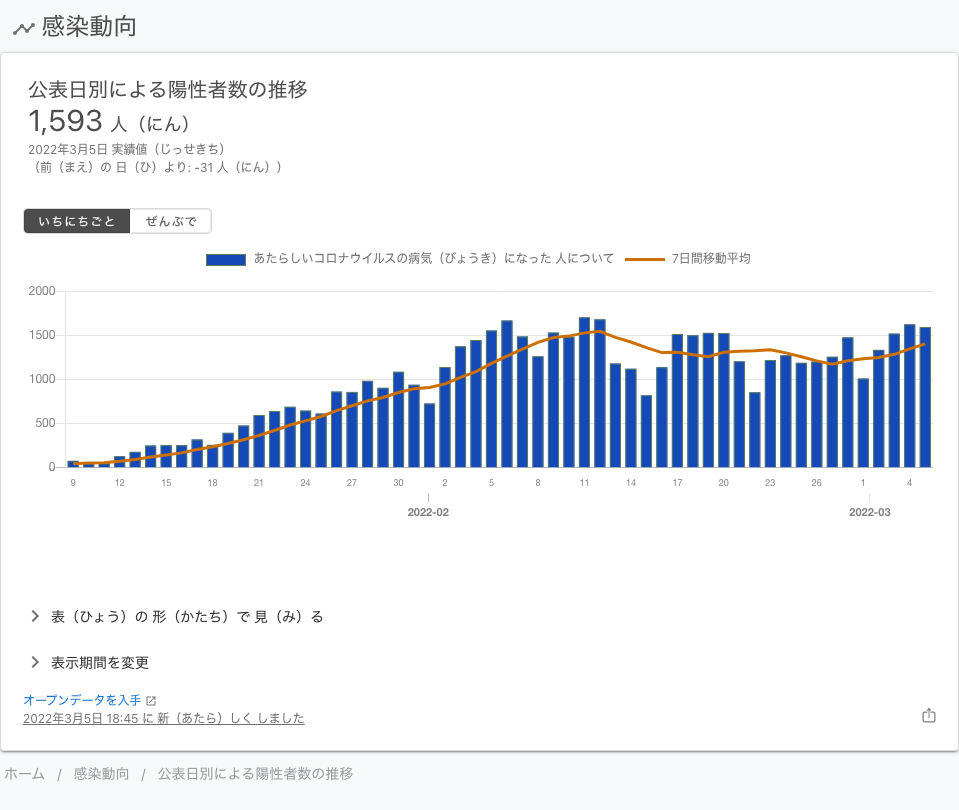 感染動向
公表日別による陽性者数の推移
1,593 人（にん）
2022年3月5日 実績値（じっせきち）
（前（まえ）の 日（ひ）より: -31 人（にん））
いちにちごと ぜんぶで
あたらしいコロナウイルスの病気（びょうき）になった 人について 7日間移動平均
2000
1500
1000
500
0
9 12 15 18 21 24 27 30 2 5 8 11 14 17 20 23 26 1 4
2022-02 2022-03
表（ひょう）の 形（かたち）で 見（み）る
表示期間を変更
オープンデータを入手
2022年3月5日 18:45 に 新（あたら）しく しました
ホーム / 感染動向 / 公表日別による陽性者数の推移